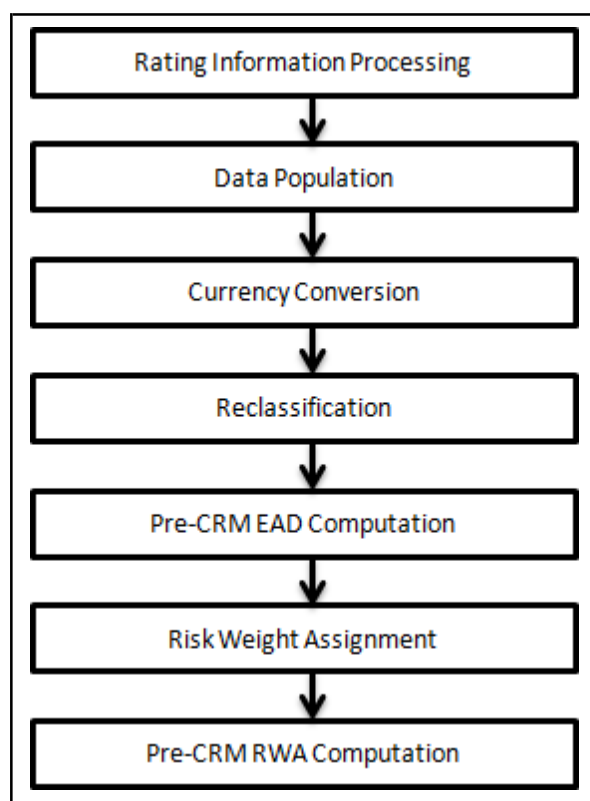 Rating Information Processing
Data Population
Currency Conversion
Reclassification
Pre-CRM EAD Computation
Risk Weight Assignment
Pre-CRM RWA Computation